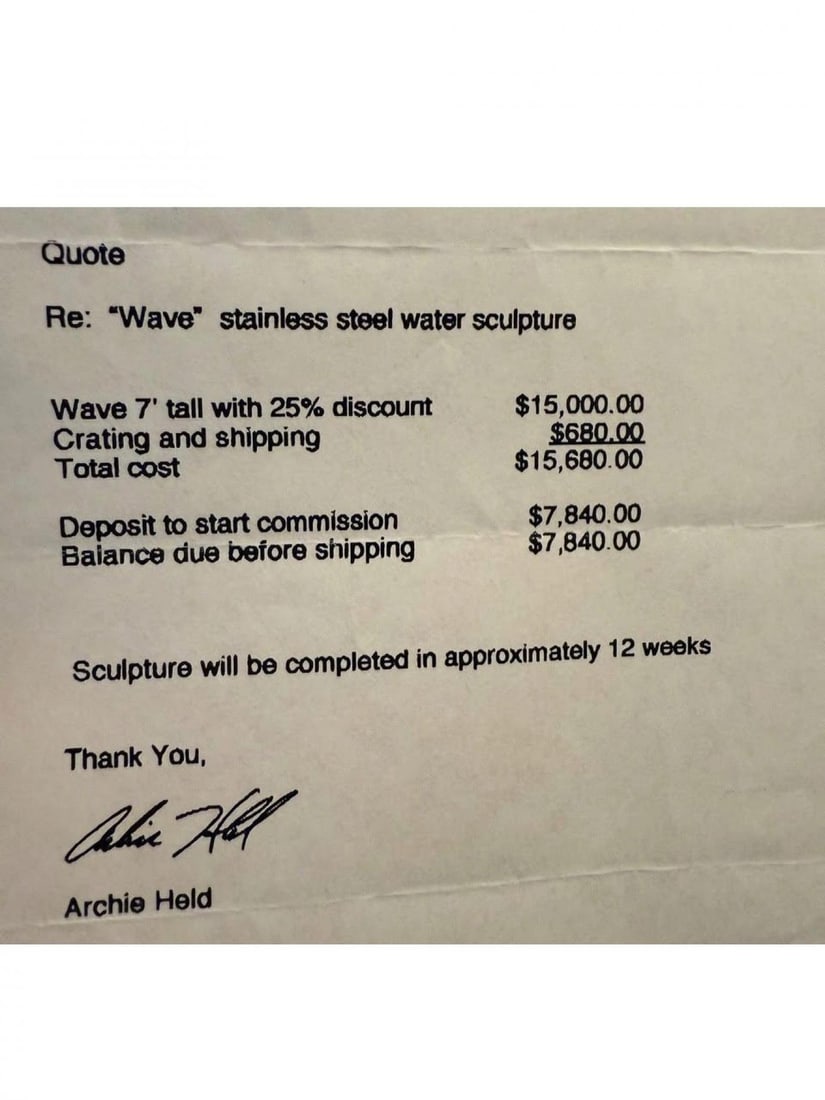 Quote
Re: "Wave" stainless steel water sculpture
Wave 7' tall with 25% discount $15,000.00
Crating and shipping $680.00
Total cost $15,680.00
Deposit to start commission $7,840.00
Balance due before shipping $7,840.00
Sculpture will be completed in approximately 12 weeks
Thank You,
Archie Held
Archie Held